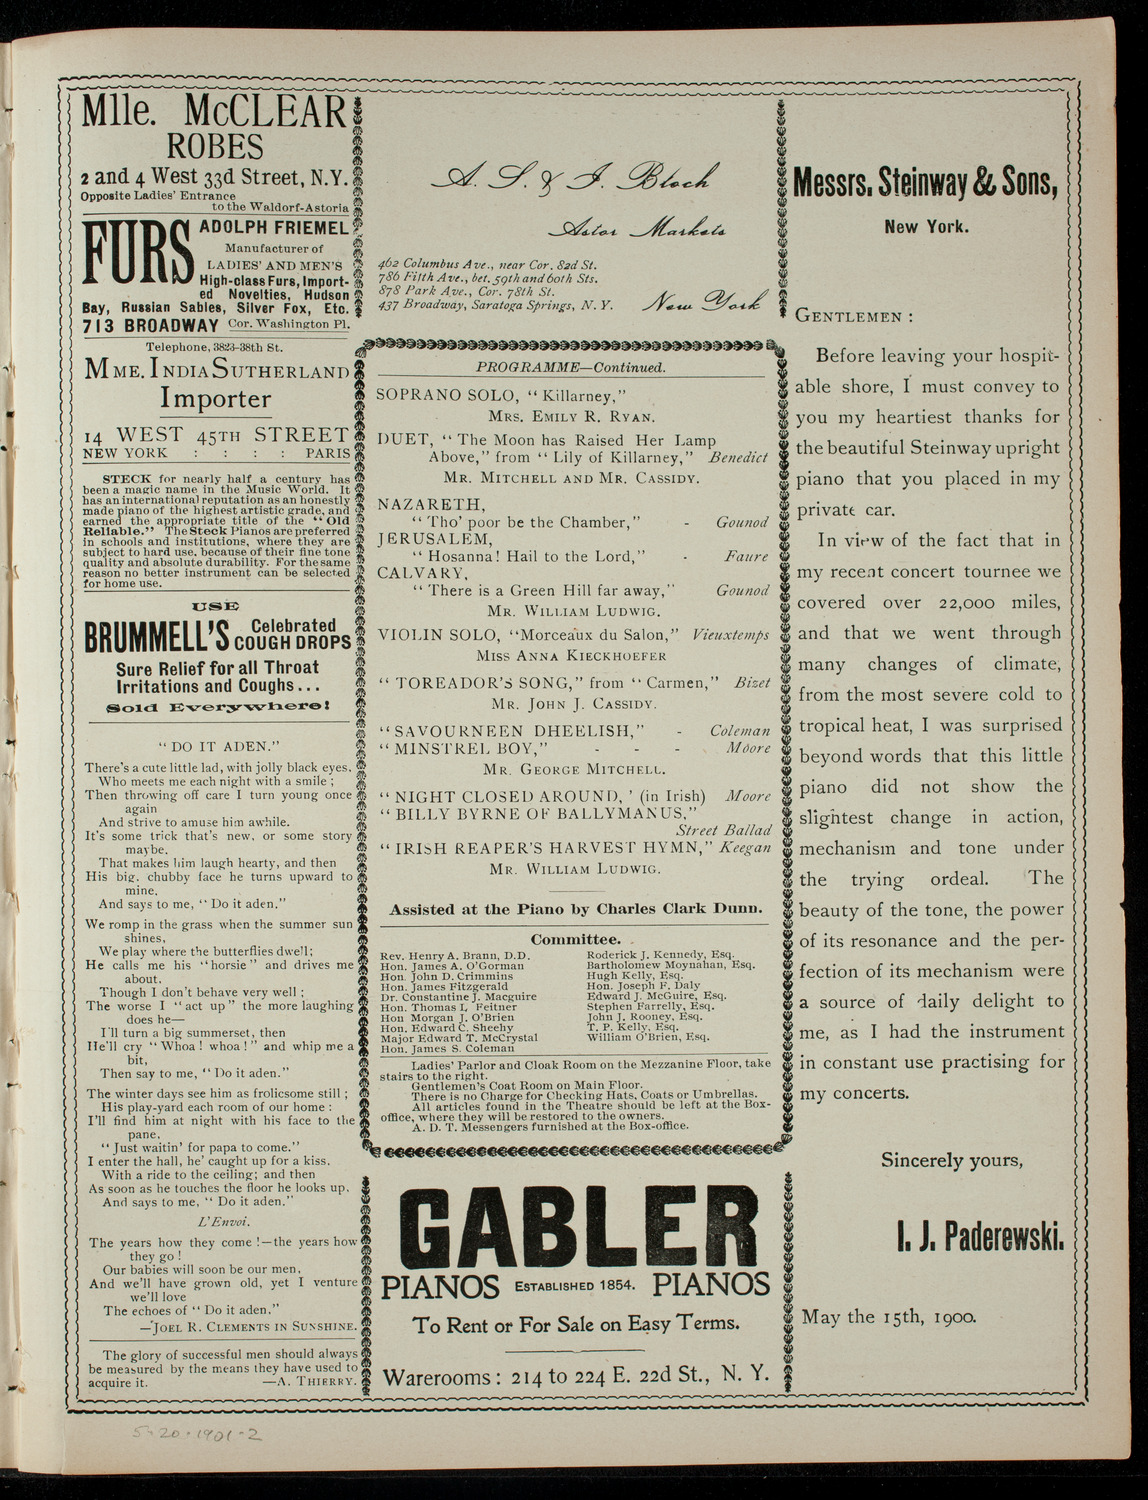 Mlle. McCLEAR
ROBES
2 and 4 West 33d Street, N.Y.
Opposite Ladies' Entrance
to the Waldorf-Astoria
FURS
ADOLPH FRIEMEL
Manufacturer of
LADIES' AND MEN'S
High-class Furs, Import-
ed Novelties, Hudson
Bay, Russian Sables, Silver Fox, Etc.
713 BROADWAY Cor. Washington Pl.
Telephone, 3823-38th St.
MME. INDIA SUTHERLAND
Importer
14 WEST 45TH STREET
NEW YORK : : : : PARIS
STECK for nearly half a century has
been a magic name in the Music World. It
has an international reputation as an honestly
made piano of the highest artistic grade, and
earned the appropriate title of the "Old
Reliable." The Steck Pianos are preferred
in schools and institutions, where they are
subject to hard use, because of their fine tone
quality and absolute durability. For the same
reason no better instrument can be selected
for home use.
USE
BRUMMELL'S Celebrated
COUGH DROPS
Sure Relief for all Throat
Irritations and Coughs...
Sold Everywhere!
"DO IT ADEN."
There's a cute little lad, with jolly black eyes,
Who meets me each night with a smile;
Then throwing off care I turn young once
again
And strive to amuse him awhile.
It's some trick that's new, or some story
maybe,
That makes him laugh hearty, and then
His big, chubby face he turns upward to
mine,
And says to me, "Do it aden."
We romp in the grass when the summer sun
shines,
We play where the butterflies dwell;
He calls me his "horsie" and drives me
about,
Though I don't behave very well;
The worse I "act up" the more laughing
does he—
I'll turn a big summerset, then
He'll cry "Whoa! whoa!" and whip me a
bit,
Then say to me, "Do it aden."
The winter days see him as frolicsome still;
His play-yard each room of our home:
I'll find him at night with his face to the
pane,
"Just waitin' for papa to come."
I enter the hall, he' caught up for a kiss,
With a ride to the ceiling; and then
As soon as he touches the floor he looks up,
And says to me, "Do it aden."
L'Envoi.
The years how they come!—the years how
they go!
Our babies will soon be our men,
And we'll have grown old, yet I venture
we'll love
The echoes of "Do it aden."
—JOEL R. CLEMENTS IN SUNSHINE.
The glory of successful men should always
be measured by the means they have used to
acquire it. —A. THIERRY.
A. S. & J. Bloch
Astor Markets
462 Columbus Ave., near Cor. 82d St.
786 Fifth Ave., bet. 59th and 60th Sts.
878 Park Ave., Cor. 78th St.
437 Broadway, Saratoga Springs, N. Y.
New York
PROGRAMME—Continued.
SOPRANO SOLO, "Killarney,"
MRS. EMILY R. RYAN.
DUET, "The Moon has Raised Her Lamp
Above," from "Lily of Killarney," Benedict
MR. MITCHELL AND MR. CASSIDY.
NAZARETH,
"Tho' poor be the Chamber," - Gounod
JERUSALEM,
"Hosanna! Hail to the Lord," - Faure
CALVARY,
"There is a Green Hill far away," Gounod
MR. WILLIAM LUDWIG.
VIOLIN SOLO, "Morceaux du Salon," Vieuxtemps
MISS ANNA KIECKHOEFER
"TOREADOR'S SONG," from "Carmen," Bizet
MR. JOHN J. CASSIDY.
"SAVOURNEEN DHEELISH," - Coleman
"MINSTREL BOY," - - - Moore
MR. GEORGE MITCHELL.
"NIGHT CLOSED AROUND,' (in Irish) Moore
"BILLY BYRNE OF BALLYMANUS,"
Street Ballad
"IRISH REAPER'S HARVEST HYMN," Keegan
MR. WILLIAM LUDWIG.
Assisted at the Piano by Charles Clark Dunn.
Committee.
Rev. Henry A. Brann, D.D.
Hon. James A. O'Gorman
Hon. John D. Crimmins
Hon. James Fitzgerald
Dr. Constantine J. Macguire
Hon. Thomas L. Feitner
Hon Morgan J. O'Brien
Hon. Edward C. Sheehy
Major Edward T. McCrystal
Hon. James S. Coleman
Roderick J. Kennedy, Esq.
Bartholomew Moynahan, Esq.
Hugh Kelly, Esq.
Hon. Joseph F. Daly
Edward J. McGuire, Esq.
Stephen Farrelly, Esq.
John J. Rooney, Esq.
T. P. Kelly, Esq.
William O'Brien, Esq.
Ladies' Parlor and Cloak Room on the Mezzanine Floor, take
stairs to the right.
Gentlemen's Coat Room on Main Floor.
There is no Charge for Checking Hats, Coats or Umbrellas.
All articles found in the Theatre should be left at the Box-
office, where they will be restored to the owners.
A. D. T. Messengers furnished at the Box-office.
GABLER
PIANOS ESTABLISHED 1854. PIANOS
To Rent or For Sale on Easy Terms.
Warerooms: 214 to 224 E. 22d St., N. Y.
Messrs. Steinway & Sons,
New York.
GENTLEMEN:
Before leaving your hospit-
able shore, I must convey to
you my heartiest thanks for
the beautiful Steinway upright
piano that you placed in my
private car.
In view of the fact that in
my recent concert tournee we
covered over 22,000 miles,
and that we went through
many changes of climate,
from the most severe cold to
tropical heat, I was surprised
beyond words that this little
piano did not show the
slightest change in action,
mechanism and tone under
the trying ordeal. The
beauty of the tone, the power
of its resonance and the per-
fection of its mechanism were
a source of daily delight to
me, as I had the instrument
in constant use practising for
my concerts.
Sincerely yours,
I. J. Paderewski.
May the 15th, 1900.
5-20-1901-2